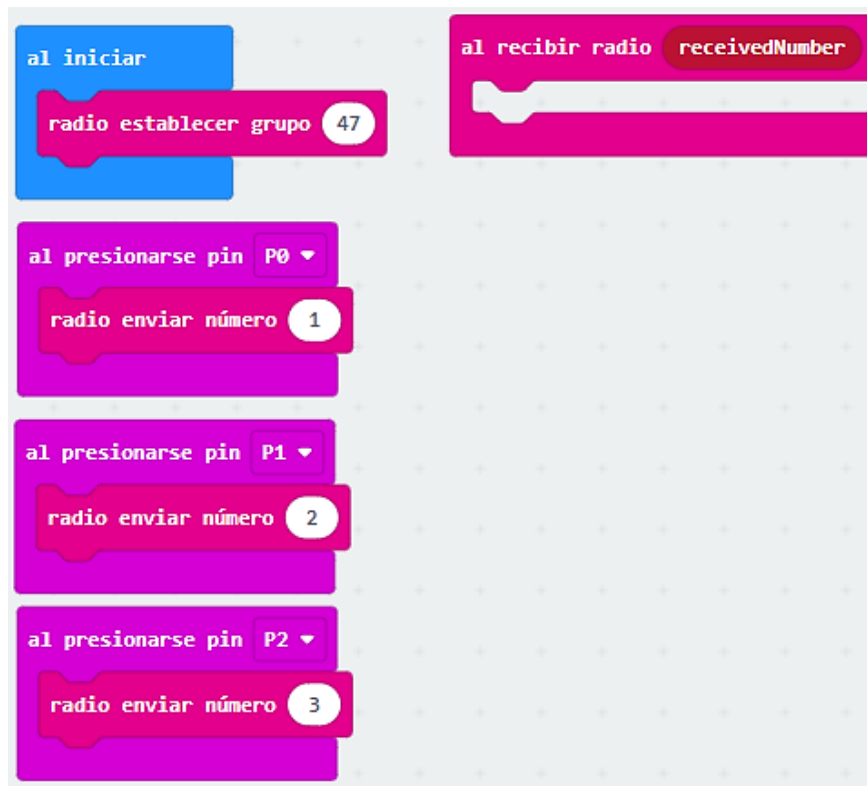 al iniciar
radio establecer grupo 47
al recibir radio receivedNumber
al presionarse pin P0
radio enviar número 1
al presionarse pin P1
radio enviar número 2
al presionarse pin P2
radio enviar número 3